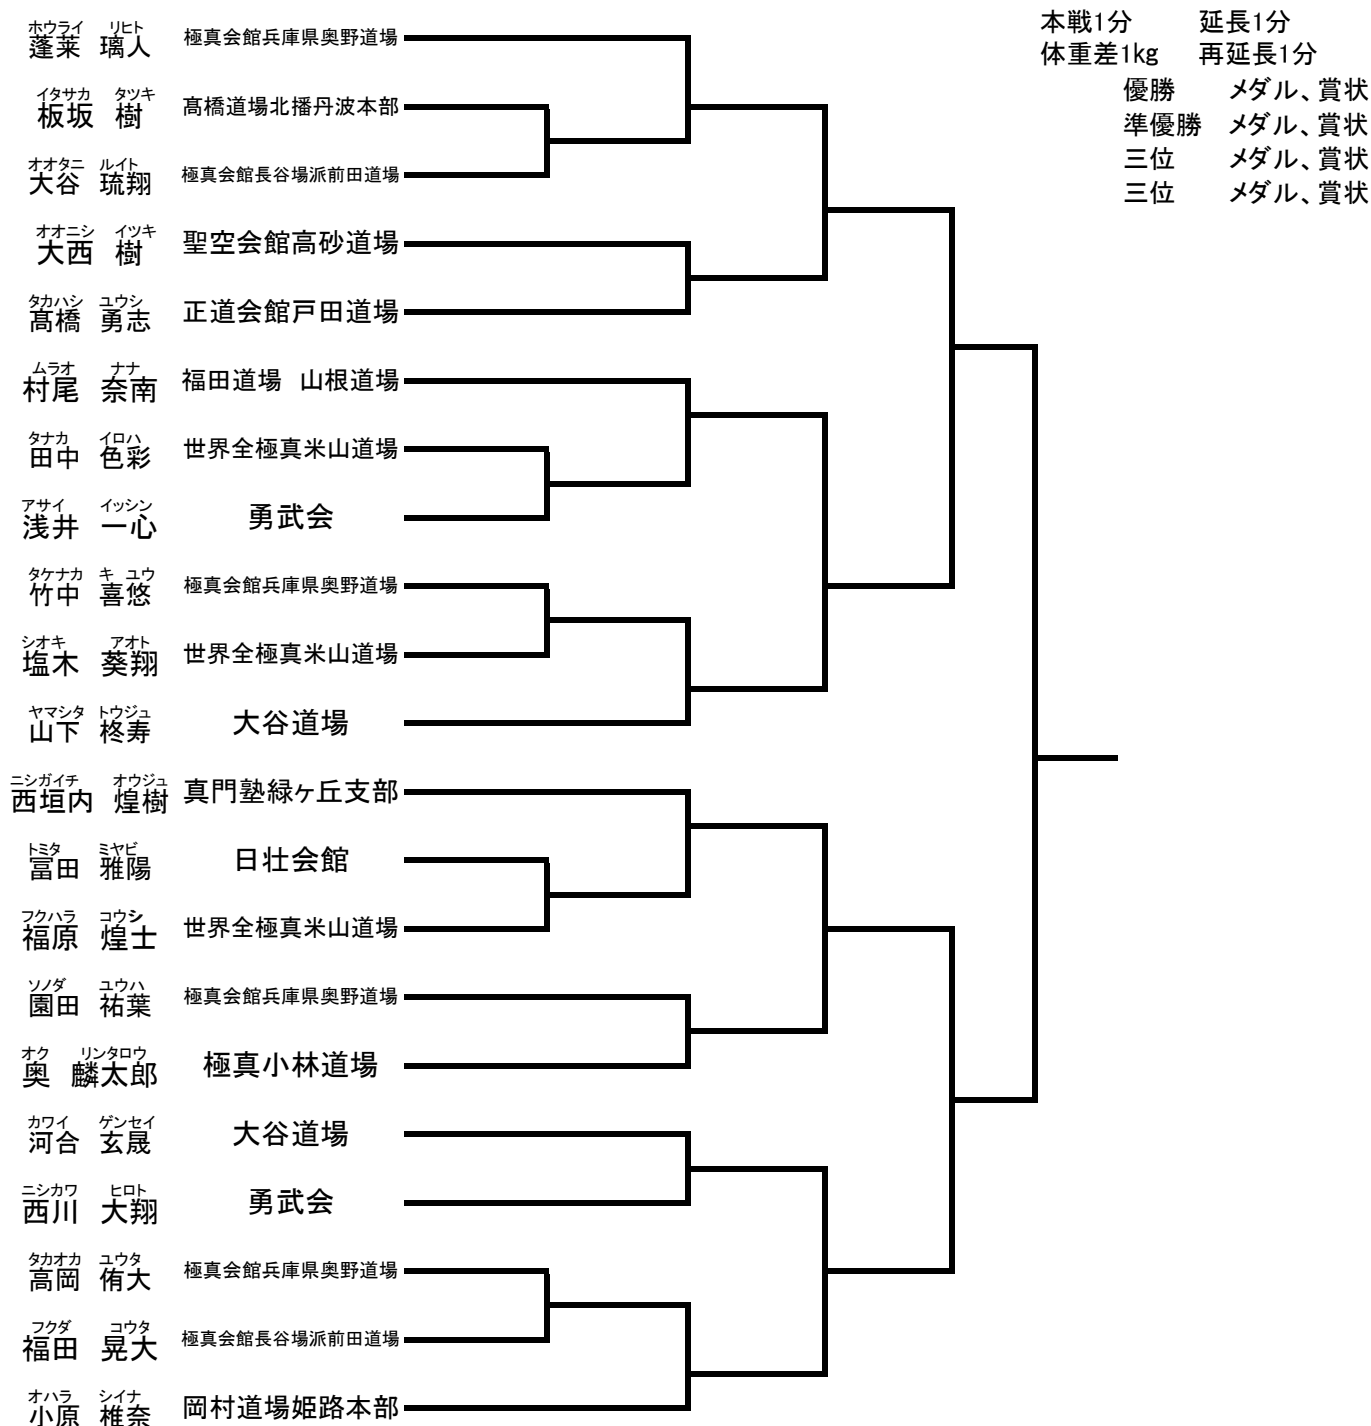 本戦1分 延長1分
体重差1kg 再延長1分
優勝 メダル、賞状
準優勝 メダル、賞状
三位 メダル、賞状
三位 メダル、賞状
ホウライ リヒト
蓬莱 璃人 極真会館兵庫県奥野道場
イタサカ タツキ
板坂 樹 髙橋道場北播丹波本部
オオタニ ルイト
大谷 琉翔 極真会館長谷場派前田道場
オオニシ イツキ
大西 樹 聖空会館高砂道場
タカハシ ユウシ
髙橋 勇志 正道会館戸田道場
ムラオ ナナ
村尾 奈南 福田道場 山根道場
タナカ イロハ
田中 色彩 世界全極真米山道場
アサイ イッシン
浅井 一心 勇武会
タケナカ キ ユウ
竹中 喜悠 極真会館兵庫県奥野道場
シオキ アオト
塩木 葵翔 世界全極真米山道場
ヤマシタ トウジュ
山下 柊寿 大谷道場
ニシガイチ オウジュ
西垣内 煌樹 真門塾緑ヶ丘支部
トミタ ミヤビ
冨田 雅陽 日壮会館
フクハラ コウシ
福原 煌士 世界全極真米山道場
ソノダ ユウハ
園田 祐葉 極真会館兵庫県奥野道場
オク リンタロウ
奥 麟太郎 極真小林道場
カワイ ゲンセイ
河合 玄晟 大谷道場
ニシカワ ヒロト
西川 大翔 勇武会
タカオカ ユウタ
高岡 侑大 極真会館兵庫県奥野道場
フクダ コウタ
福田 晃大 極真会館長谷場派前田道場
オハラ シイナ
小原 椎奈 岡村道場姫路本部